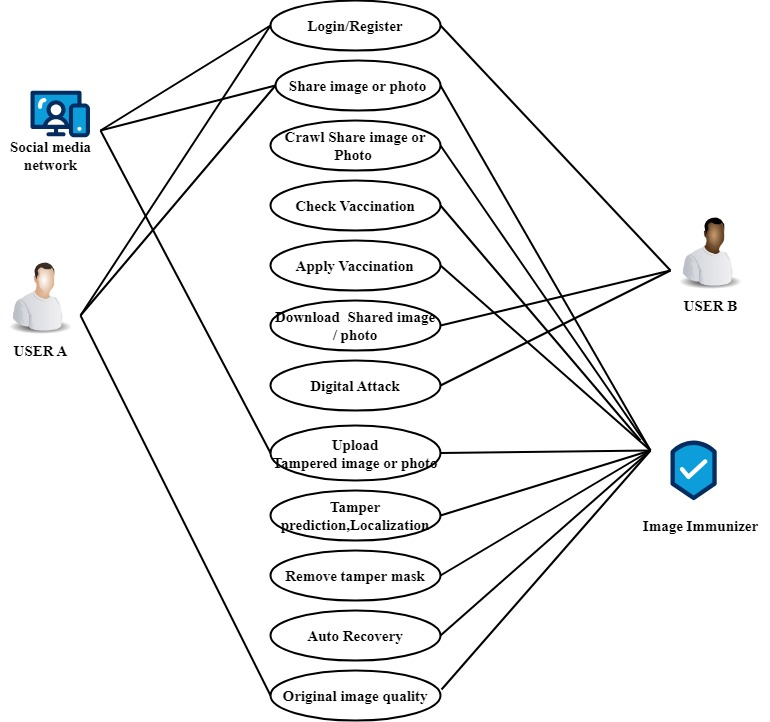 Login/Register
Share image or photo
Social media
network
Crawl Share image or
Photo
Check Vaccination
Apply Vaccination
USER B
Download  Shared image
/ photo
USER A
Digital Attack
Upload
Tampered image or photo
Tamper
prediction,Localization
Image Immunizer
Remove tamper mask
Auto Recovery
Original image quality